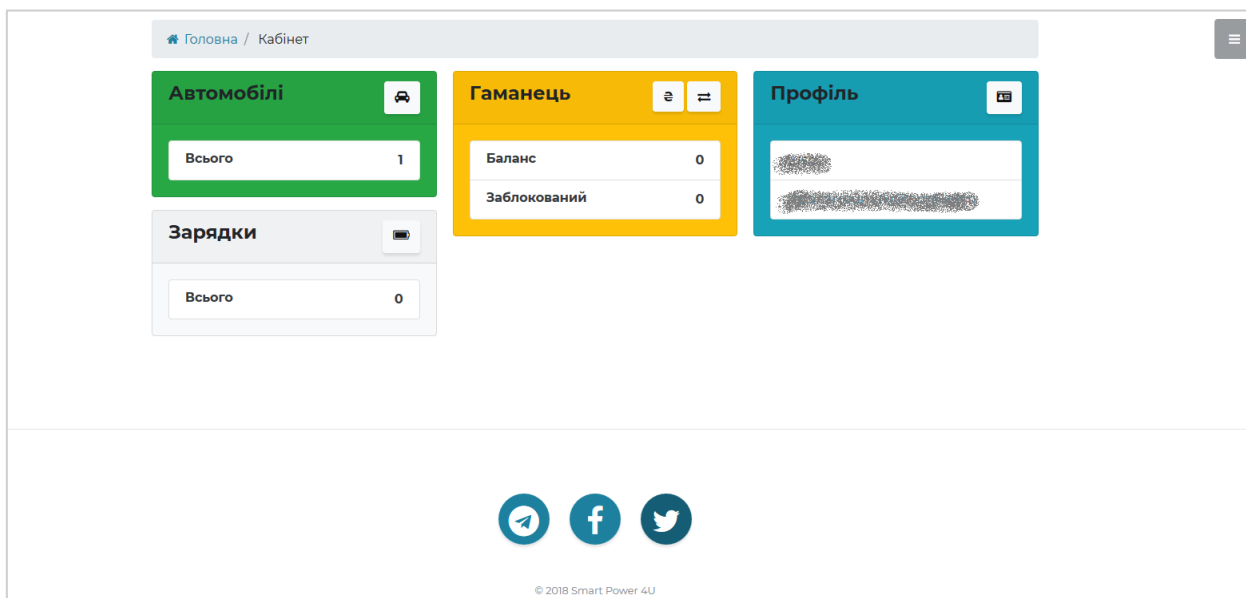 Головна / Кабінет
Автомобілі
Всього 1
Зарядки
Всього 0
Гаманець ₴
Баланс 0
Заблокований 0
Профіль
© 2018 Smart Power 4U